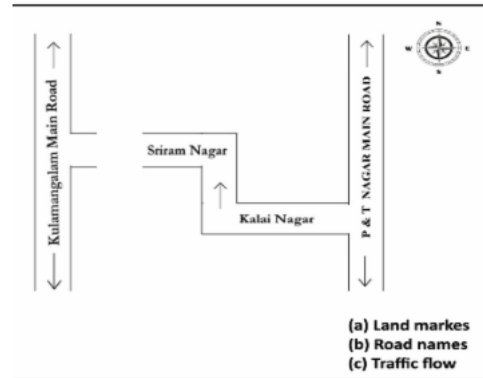 N
W E
S
Kulamangalam Main Road
Sriram Nagar
Kalai Nagar
P & T NAGAR MAIN ROAD
(a) Land markes
(b) Road names
(c) Traffic flow